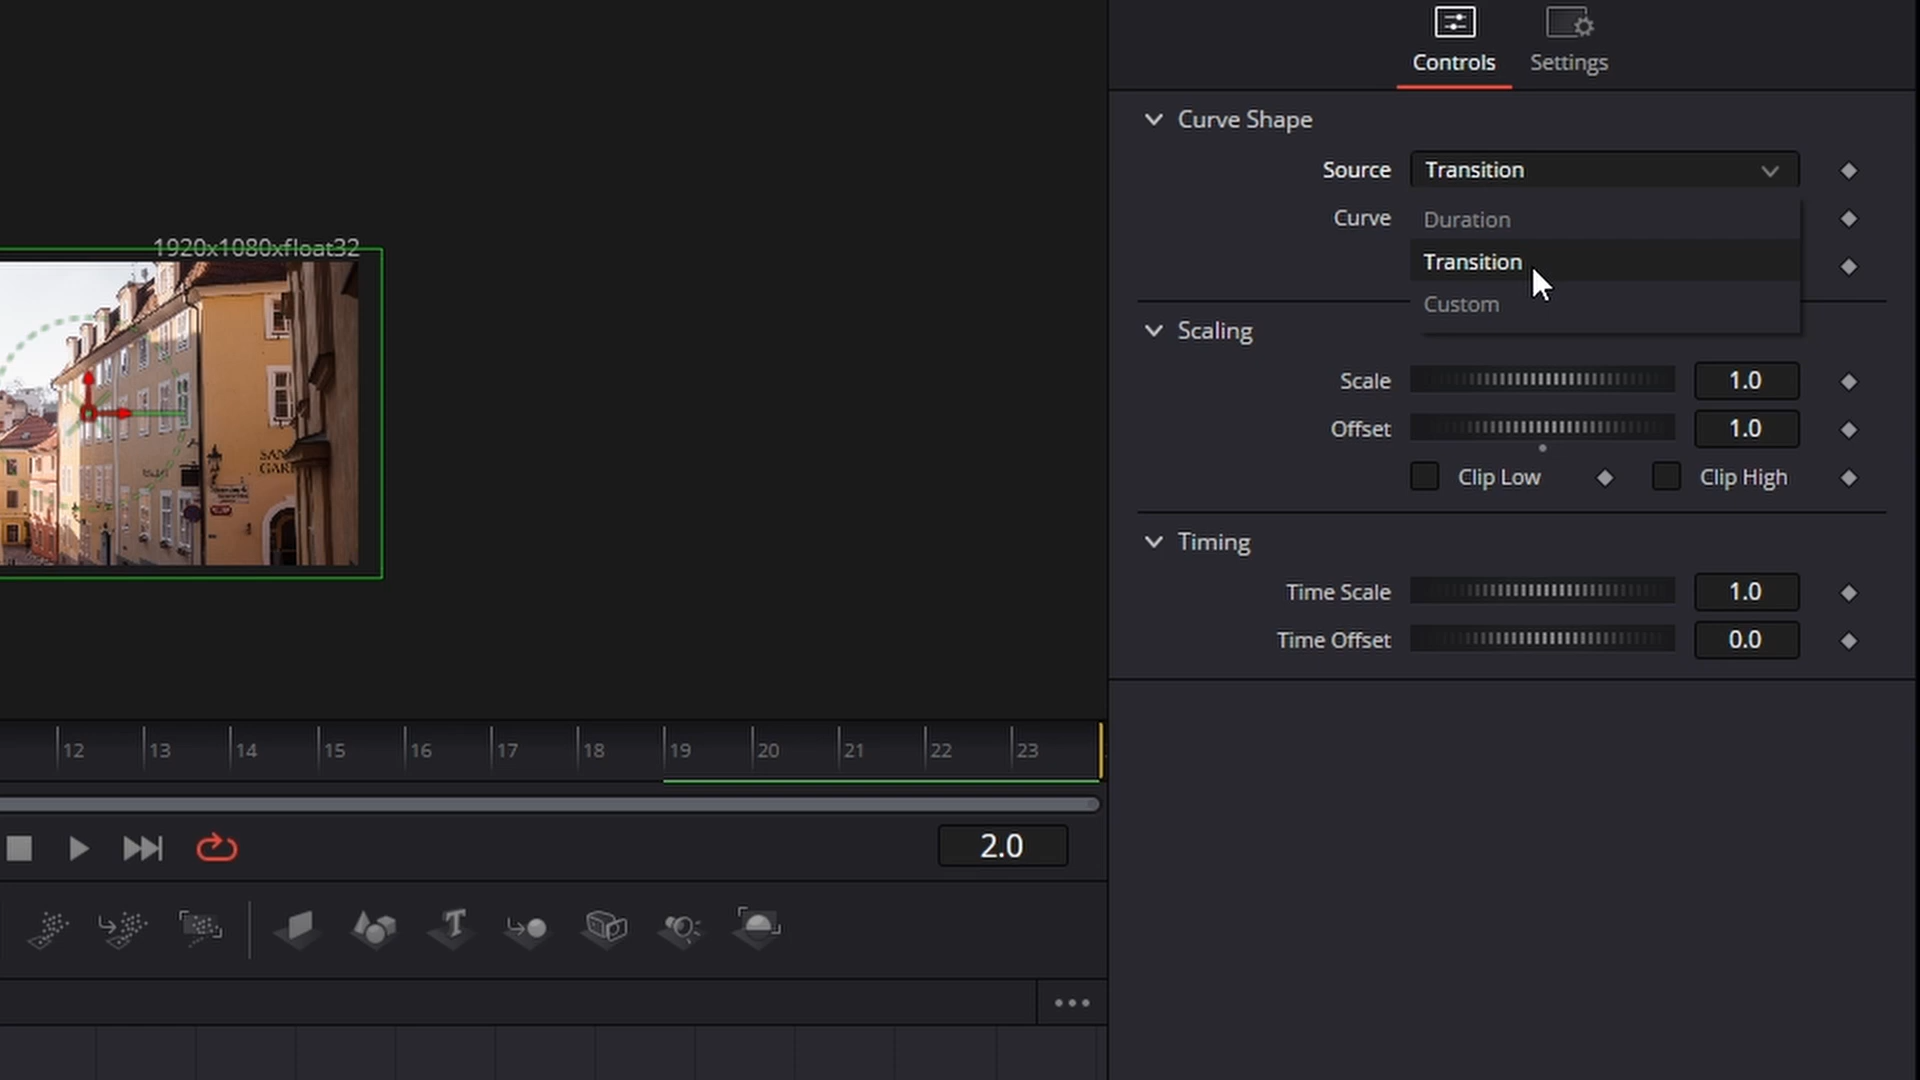 Controls
Settings
Curve Shape
Source
Transition
Curve
Duration
Transition
Custom
1920x1080xfloat32
Scaling
Scale
1.0
Offset
1.0
Clip Low
Clip High
Timing
Time Scale
1.0
Time Offset
0.0
12 13 14 15 16 17 18 19 20 21 22 23
2.0